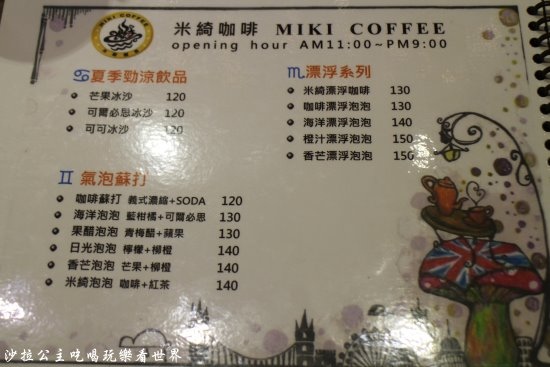 MIKI COFFEE
米綺咖啡 MIKI COFFEE
opening hour AM11:00~PM9:00
♋夏季勁涼飲品
芒果冰沙 120
可爾必思冰沙 120
可可冰沙 120
♊ 氣泡蘇打
咖啡蘇打 義式濃縮+SODA 120
海洋泡泡 藍柑橘+可爾必思 130
果醋泡泡 青梅醋+蘋果 130
日光泡泡 檸檬+柳橙 140
香芒泡泡 芒果+柳橙 140
米綺泡泡 咖啡+紅茶 140
♏漂浮系列
米綺漂浮咖啡 130
咖啡漂浮泡泡 130
海洋漂浮泡泡 140
橙汁漂浮泡泡 150
香芒漂浮泡泡 150
沙拉公主吃喝玩樂看世界